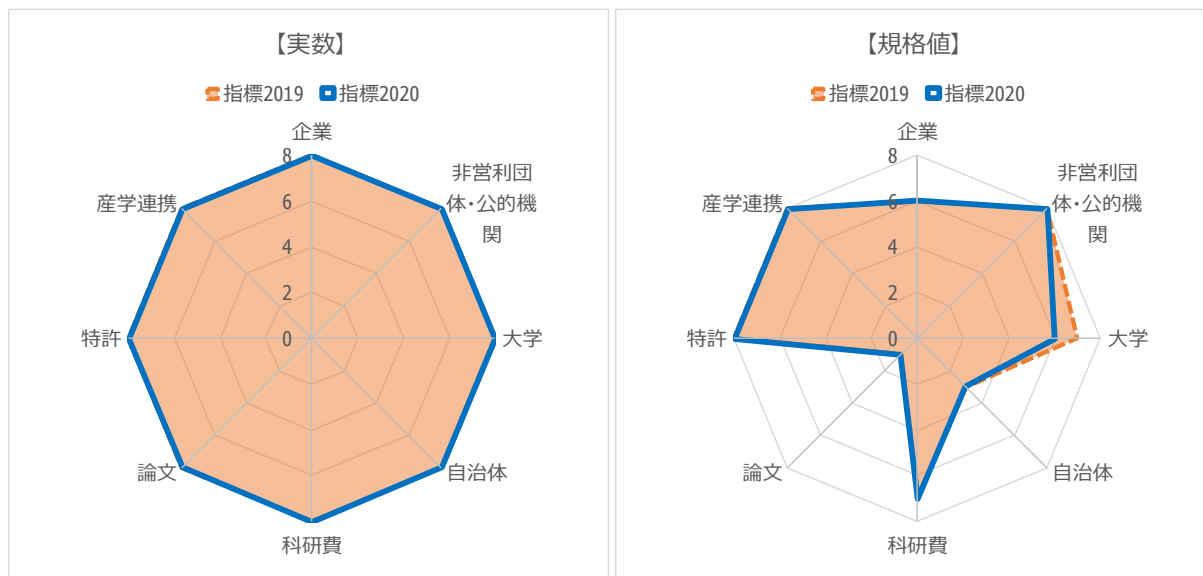 【実数】
指標2019 指標2020
企業
8
非営利団
体・公的機
関
産学連携
6
4
2
特許
0
大学
論文
自治体
科研費
【規格値】
指標2019 指標2020
企業
8
非営利団
体・公的機
関
産学連携
6
4
2
特許
0
大学
論文
自治体
科研費